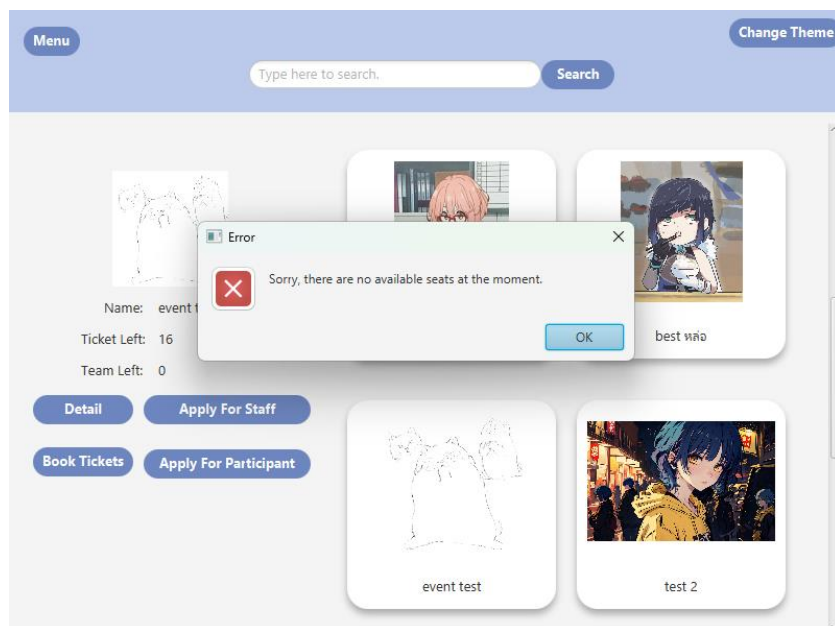 Menu
Change Theme
Type here to search.
Search
Error
Sorry, there are no available seats at the moment.
OK
Name: event
Ticket Left: 16
Team Left: 0
Detail
Apply For Staff
Book Tickets
Apply For Participant
best หล่อ
event test
test 2